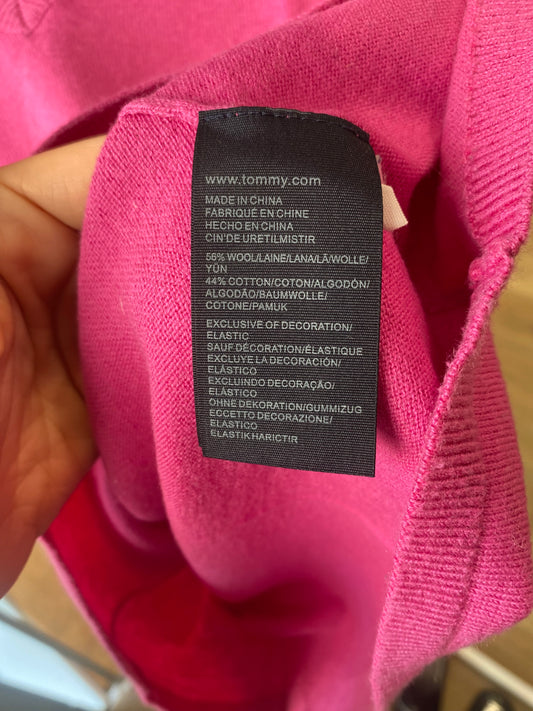 www.tommy.com
MADE IN CHINA
FABRIQUÉ EN CHINE
HECHO EN CHINA
CIN'DE URETILMISTIR
56% WOOL/LAINE/LANA/LÃ/WOLLE/
YÜN
44% COTTON/COTON/ALGODÓN/
ALGODÃO/BAUMWOLLE/
COTONE/PAMUK
EXCLUSIVE OF DECORATION/
ELASTIC
SAUF DÉCORATION/ÉLASTIQUE
EXCLUYE LA DECORACIÓN/
ELÁSTICO
EXCLUINDO DECORAÇÃO/
ELÁSTICO
OHNE DEKORATION/GUMMIZUG
ECCETTO DECORAZIONE/
ELASTICO
ELASTIK HARICTIR